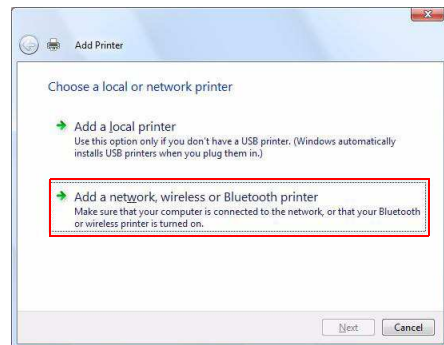 Add Printer
Choose a local or network printer
Add a local printer
Use this option only if you don't have a USB printer. (Windows automatically
installs USB printers when you plug them in.)
Add a network, wireless or Bluetooth printer
Make sure that your computer is connected to the network, or that your Bluetooth
or wireless printer is turned on.
Next Cancel